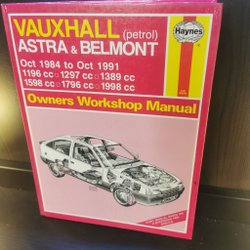 VAUXHALL (petrol)
ASTRA & BELMONT
Oct 1984 to Oct 1991
1196 cc □ 1297 cc □ 1389 cc
1598 cc □ 1796 cc □ 1998 cc
Haynes
Owners Workshop Manual